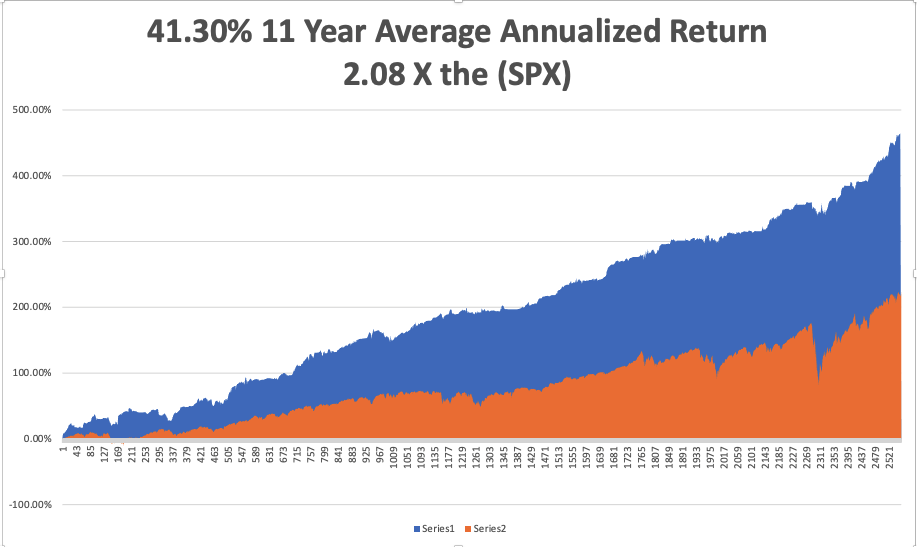 41.30% 11 Year Average Annualized Return
2.08 X the (SPX)
500.00%
400.00%
300.00%
200.00%
100.00%
0.00%
-100.00%
1 43 85 127 169 211 253 295 337 379 421 463 505 547 589 631 673 715 757 799 841 883 925 967 1009 1051 1093 1135 1177 1219 1261 1303 1345 1387 1429 1471 1513 1555 1597 1639 1681 1723 1765 1807 1849 1891 1933 1975 2017 2059 2101 2143 2185 2227 2269 2311 2353 2395 2437 2479 2521
Series1 Series2